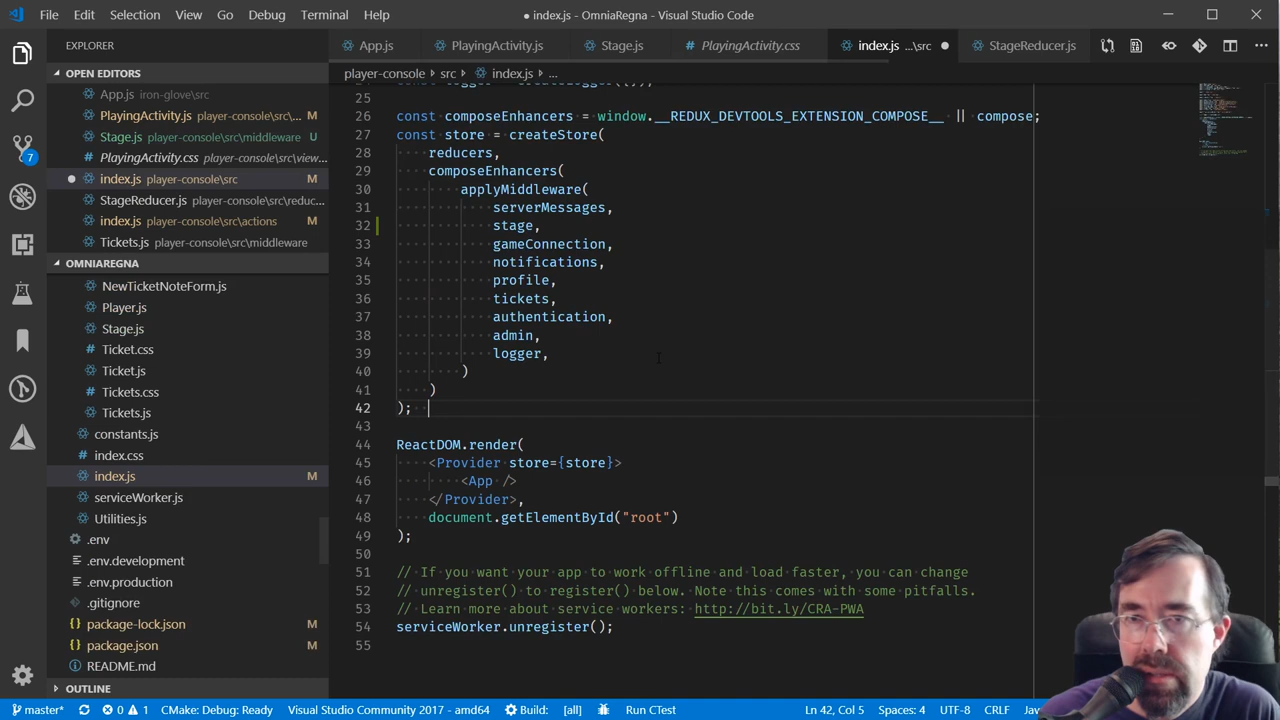 File Edit Selection View Go Debug Terminal Help
● index.js - OmniaRegna - Visual Studio Code
EXPLORER
App.js PlayingActivity.js Stage.js PlayingActivity.css index.js ...\src ● StageReducer.js
player-console › src › index.js › ...
OPEN EDITORS
App.js iron-glove\src
PlayingActivity.js player-console\s... M
Stage.js player-console\src\middleware U
PlayingActivity.css player-console\src\view...
● index.js player-console\src M
StageReducer.js player-console\src\reduc...
index.js player-console\src\actions M
Tickets.js player-console\src\middleware
OMNIAREGNA
NewTicketNoteForm.js
Player.js
Stage.js
Ticket.css
Ticket.js
Tickets.css
Tickets.js
constants.js
index.css
index.js M
serviceWorker.js
Utilities.js
.env
.env.development
.env.production
.gitignore
package-lock.json M
package.json M
README.md
OUTLINE
7
25
26 const composeEnhancers = window.__REDUX_DEVTOOLS_EXTENSION_COMPOSE__ || compose;
27 const store = createStore(
28 reducers,
29 composeEnhancers(
30 applyMiddleware(
31 serverMessages,
32 stage,
33 gameConnection,
34 notifications,
35 profile,
36 tickets,
37 authentication,
38 admin,
39 logger,
40 )
41 )
42 );
43
44 ReactDOM.render(
45 <Provider store={store}>
46 <App />
47 </Provider>,
48 document.getElementById("root")
49 );
50
51 // If you want your app to work offline and load faster, you can change
52 // unregister() to register() below. Note this comes with some pitfalls.
53 // Learn more about service workers: http://bit.ly/CRA-PWA
54 serviceWorker.unregister();
55
master* 0 1 CMake: Debug: Ready Visual Studio Community 2017 - amd64 Build: [all] Run CTest Ln 42, Col 5 Spaces: 4 UTF-8 CRLF